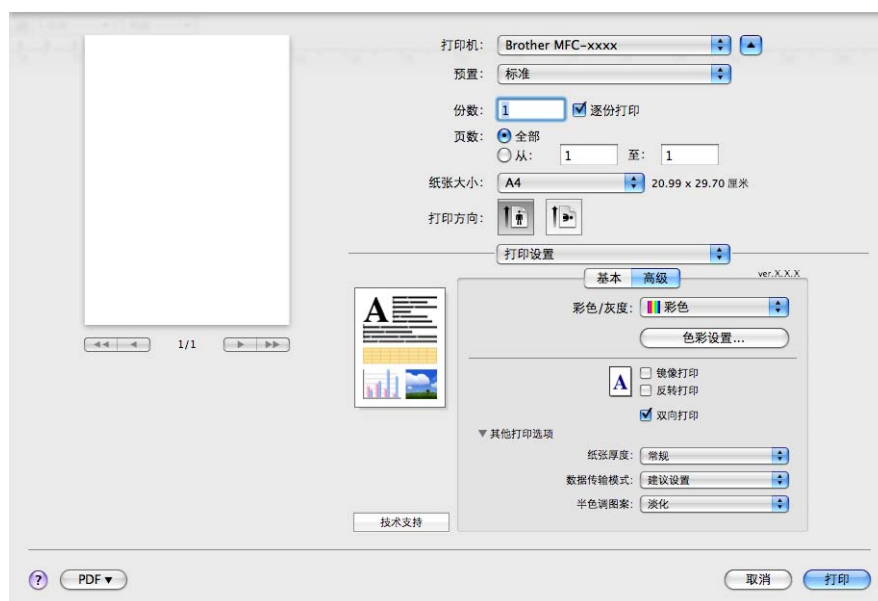 打印机: Brother MFC-xxxx
预置: 标准
份数: 1 逐份打印
页数: 全部
从: 1 至: 1
纸张大小: A4 20.99 x 29.70 厘米
打印方向:
打印设置
基本 高级 ver.X.X.X
彩色/灰度: 彩色
色彩设置...
A
1/1
A 镜像打印
反转打印
双向打印
其他打印选项
纸张厚度: 常规
数据传输模式: 建议设置
半色调图案: 淡化
技术支持
? PDF▼ 取消 打印